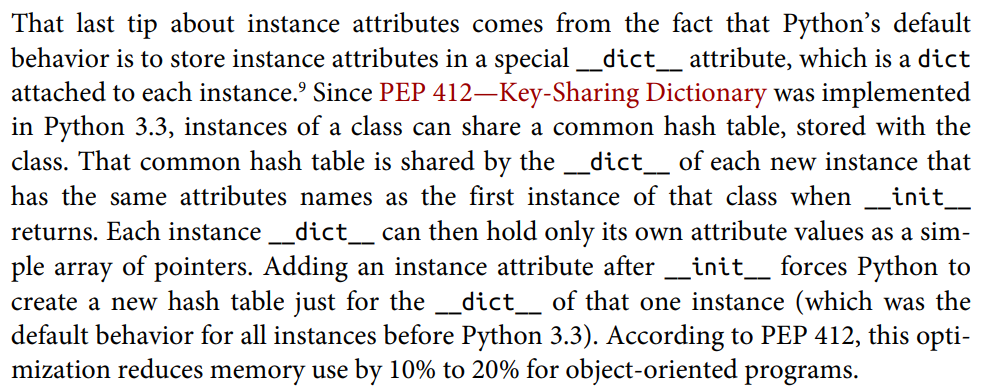 That last tip about instance attributes comes from the fact that Python’s default
behavior is to store instance attributes in a special __dict__ attribute, which is a dict
attached to each instance.⁹ Since PEP 412—Key-Sharing Dictionary was implemented
in Python 3.3, instances of a class can share a common hash table, stored with the
class. That common hash table is shared by the __dict__ of each new instance that
has the same attributes names as the first instance of that class when __init__
returns. Each instance __dict__ can then hold only its own attribute values as a sim-
ple array of pointers. Adding an instance attribute after __init__ forces Python to
create a new hash table just for the __dict__ of that one instance (which was the
default behavior for all instances before Python 3.3). According to PEP 412, this opti-
mization reduces memory use by 10% to 20% for object-oriented programs.